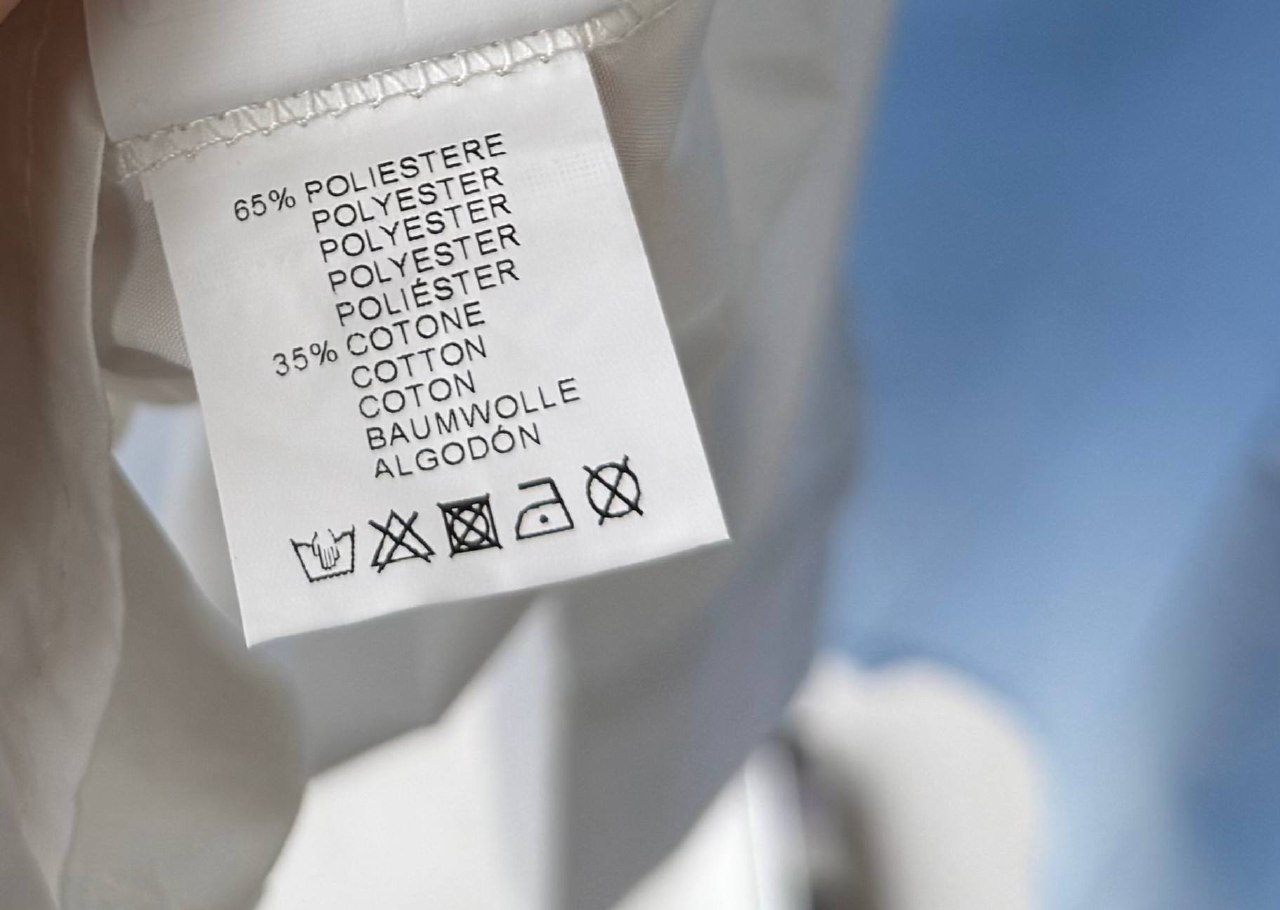 65% POLIESTERE
POLYESTER
POLYESTER
POLYESTER
POLIÉSTER
35% COTONE
COTTON
COTON
BAUMWOLLE
ALGODÓN